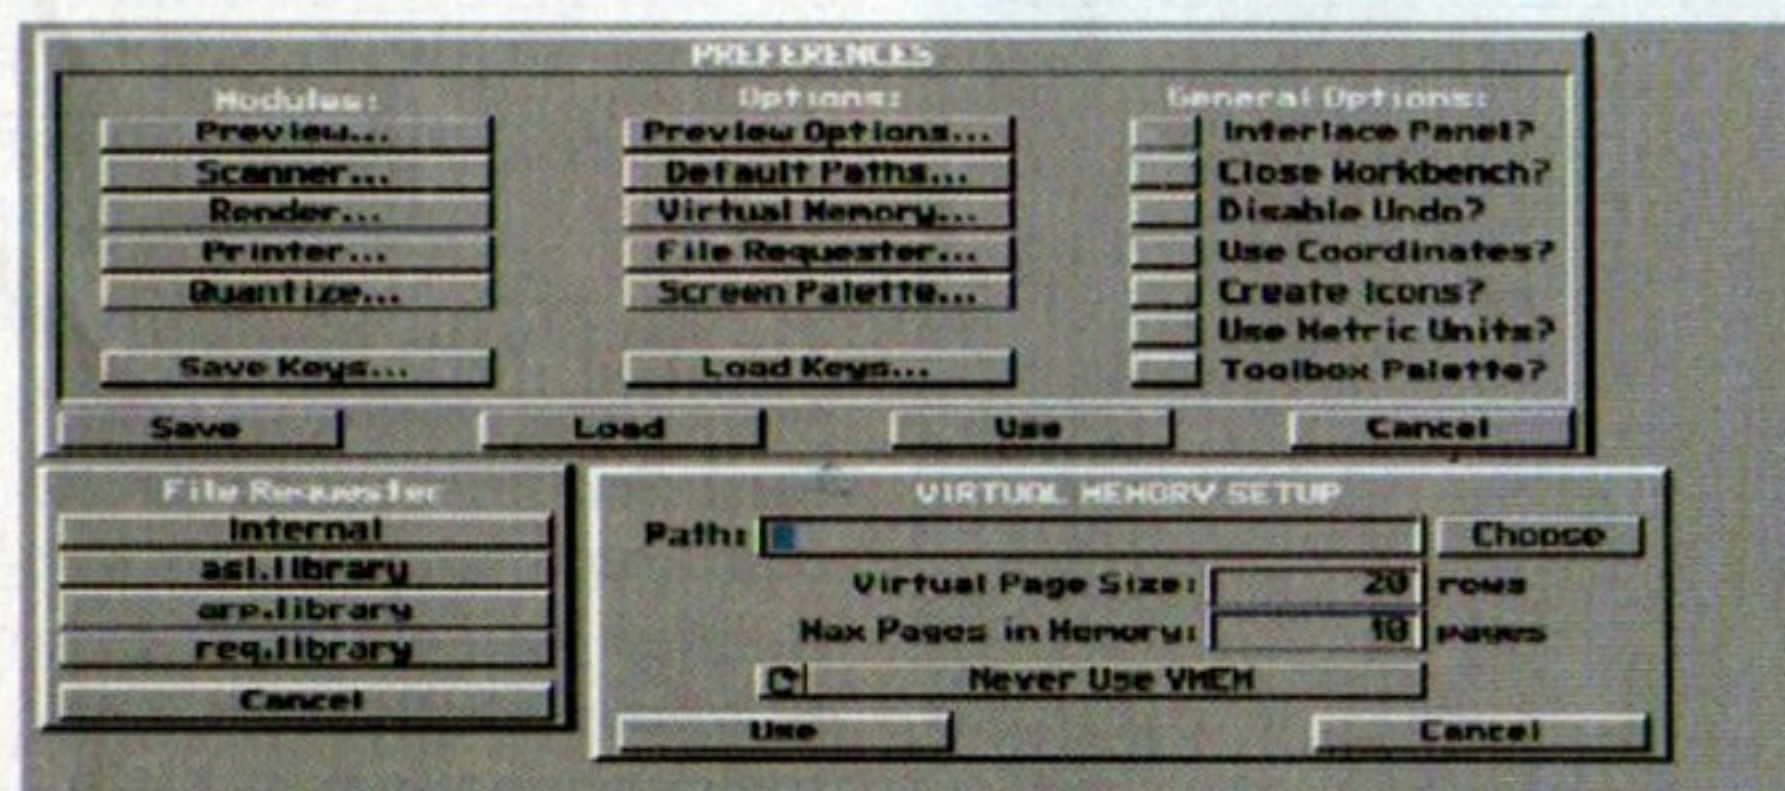 PREFERENCES
Modules:
Preview...
Scanner...
Render...
Printer...
Quantize...
Save Keys...
Options:
Preview Options...
Default Paths...
Virtual Memory...
File Requester...
Screen Palette...
Load Keys...
General Options:
Interlace Panel?
Close Workbench?
Disable Undo?
Use Coordinates?
Create Icons?
Use Metric Units?
Toolbox Palette?
Save
Load
Use
Cancel
File Requester
Internal
asl.library
arp.library
req.library
Cancel
VIRTUAL MEMORY SETUP
Path: Choose
Virtual Page Size: 20 rows
Max Pages in Memory: 10 pages
Never Use VMEM
Use
Cancel